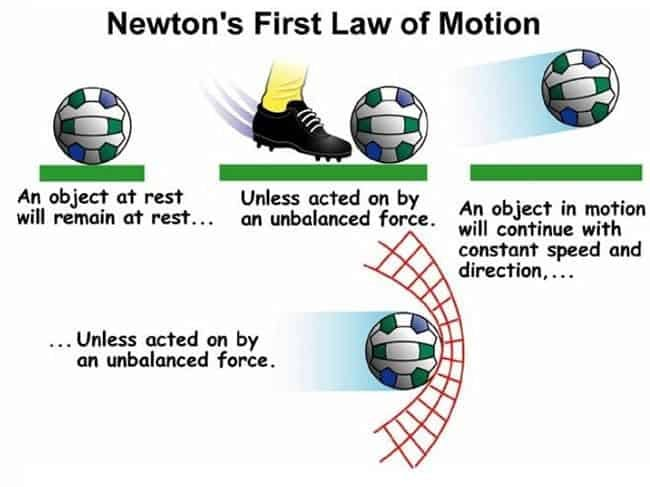 Newton's First Law of Motion
An object at rest
will remain at rest...
Unless acted on by
an unbalanced force.
An object in motion
will continue with
constant speed and
direction,...
...Unless acted on by
an unbalanced force.